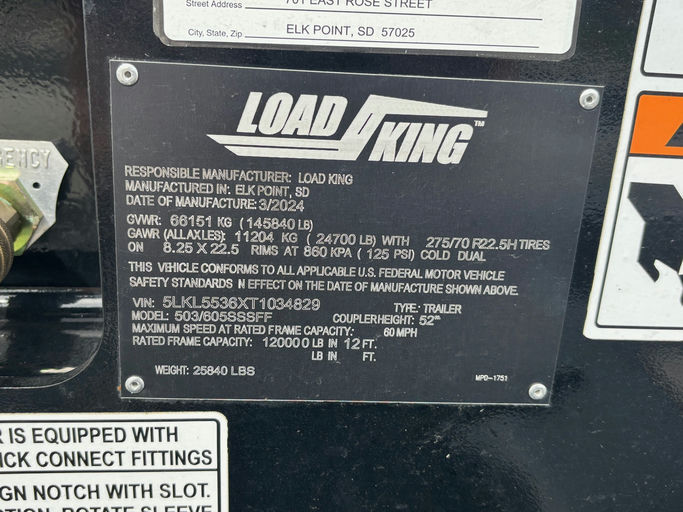 Street Address 701 EAST ROSE STREET
City, State, Zip ELK POINT, SD 57025
LOAD KING™
RESPONSIBLE MANUFACTURER: LOAD KING
MANUFACTURED IN: ELK POINT, SD
DATE OF MANUFACTURE: 3/2024
GVWR: 66151 KG (145840 LB)
GAWR (ALL AXLES): 11204 KG (24700 LB) WITH 275/70 R22.5H TIRES
ON 8.25 X 22.5 RIMS AT 860 KPA (125 PSI) COLD DUAL
THIS VEHICLE CONFORMS TO ALL APPLICABLE U.S. FEDERAL MOTOR VEHICLE
SAFETY STANDARDS IN EFFECT ON THE DATE OF MANUFACTURE SHOWN ABOVE.
VIN: 5LKL5536XT1034829 TYPE: TRAILER
MODEL: 503/605SSSFF COUPLER HEIGHT: 52"
MAXIMUM SPEED AT RATED FRAME CAPACITY: 60 MPH
RATED FRAME CAPACITY: 120000 LB IN 12 FT.
LB IN FT.
WEIGHT: 25840 LBS
MPD-1751
R IS EQUIPPED WITH
ICK CONNECT FITTINGS
GN NOTCH WITH SLOT.